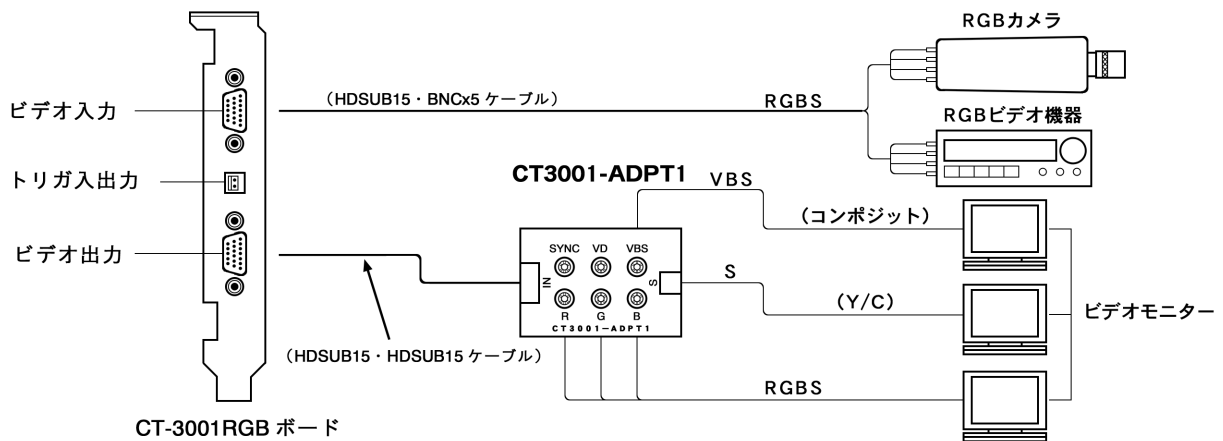 RGBカメラ
ビデオ入力
(HDSUB15・BNCx5 ケーブル)
RGBS
RGBビデオ機器
トリガ入出力
CT3001-ADPT1
VBS
(コンポジット)
ビデオ出力
SYNC VD VBS
IN
S
R G B
CT3001-ADPT1
S
(Y/C)
ビデオモニター
(HDSUB15・HDSUB15 ケーブル)
RGBS
CT-3001RGB ボード